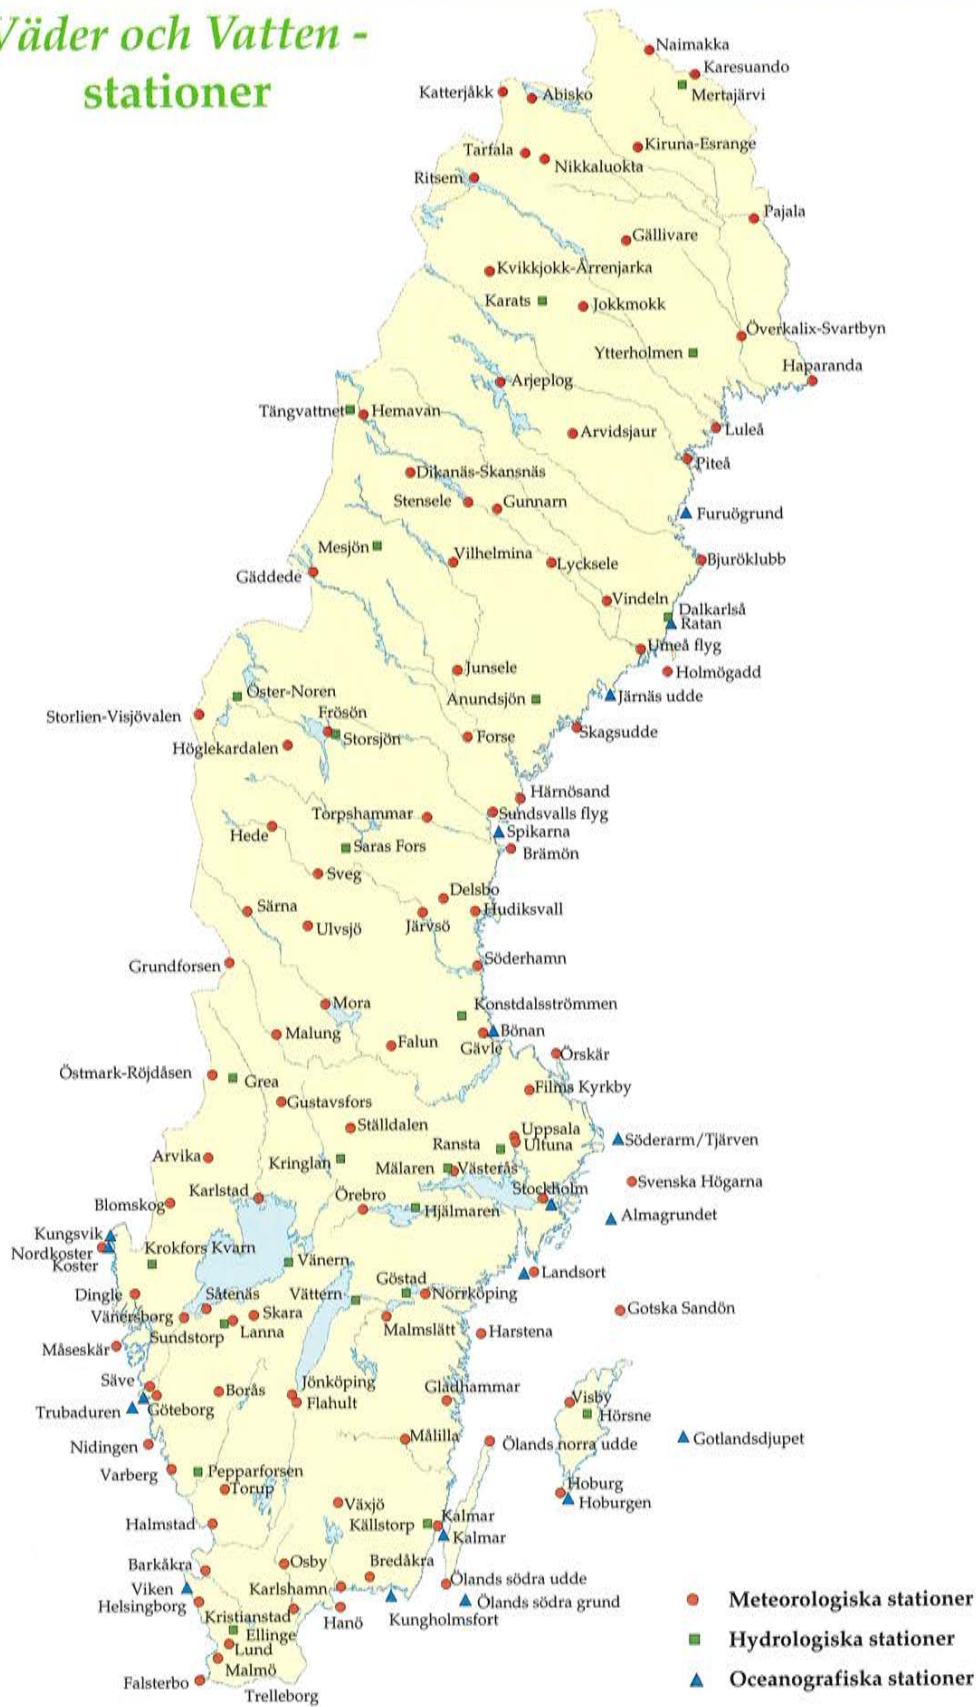 Väder och Vatten -
stationer
Naimakka
Karesuando
Katterjåkk
Abisko
Mertajärvi
Kiruna-Esrange
Tarfala
Nikkaluokta
Ritsem
Pajala
Gällivare
Kvikkjokk-Årrenjarka
Karats
Jokkmokk
Överkalix-Svartbyn
Ytterholmen
Haparanda
Arjeplog
Tängvattnet
Hemavan
Luleå
Arvidsjaur
Piteå
Dikanäs-Skansnäs
Stensele
Gunnarn
Furuögrund
Mesjön
Vilhelmina
Bjuröklubb
Lycksele
Gäddede
Vindeln
Dalkarlså
Ratan
Umeå flyg
Junsele
Holmögadd
Öster-Noren
Anundsjön
Järnäs udde
Storlien-Visjövalen
Frösön
Storsjön
Forse
Skagsudde
Höglekardalen
Härnösand
Torpshammar
Sundsvalls flyg
Hede
Spikarna
Saras Fors
Brämön
Sveg
Delsbo
Särna
Hudiksvall
Ulvsjö
Järvsö
Söderhamn
Grundforsen
Mora
Konstdalsströmmen
Malung
Falun
Bönan
Gävle
Örskär
Östmark-Röjdåsen
Grea
Films Kyrkby
Gustavsfors
Ställdalen
Uppsala
Ultuna
Ransta
Söderarm/Tjärven
Arvika
Kringlan
Mälaren
Västerås
Svenska Högarna
Karlstad
Örebro
Stockholm
Blomskog
Hjälmaren
Almagrundet
Kungsvik
Nordkoster
Koster
Krokfors Kvarn
Vänern
Göstad
Landsort
Dingle
Såtenäs
Vättern
Norrköping
Gotska Sandön
Vänersborg
Skara
Sundstorp
Lanna
Malmslätt
Harstena
Måseskär
Säve
Borås
Jönköping
Flahult
Gladhammar
Visby
Trubaduren
Göteborg
Hörsne
Målilla
Gotlandsdjupet
Nidingen
Ölands norra udde
Varberg
Pepparforsen
Torup
Hoburg
Hoburgen
Växjö
Halmstad
Källstorp
Kalmar
Kalmar
Barkåkra
Osby
Bredåkra
Viken
Karlshamn
Ölands södra udde
Helsingborg
Kristianstad
Hanö
Kungholmsfort
Ölands södra grund
Ellinge
Lund
Malmö
Falsterbo
Trelleborg
Meteorologiska stationer
Hydrologiska stationer
Oceanografiska stationer